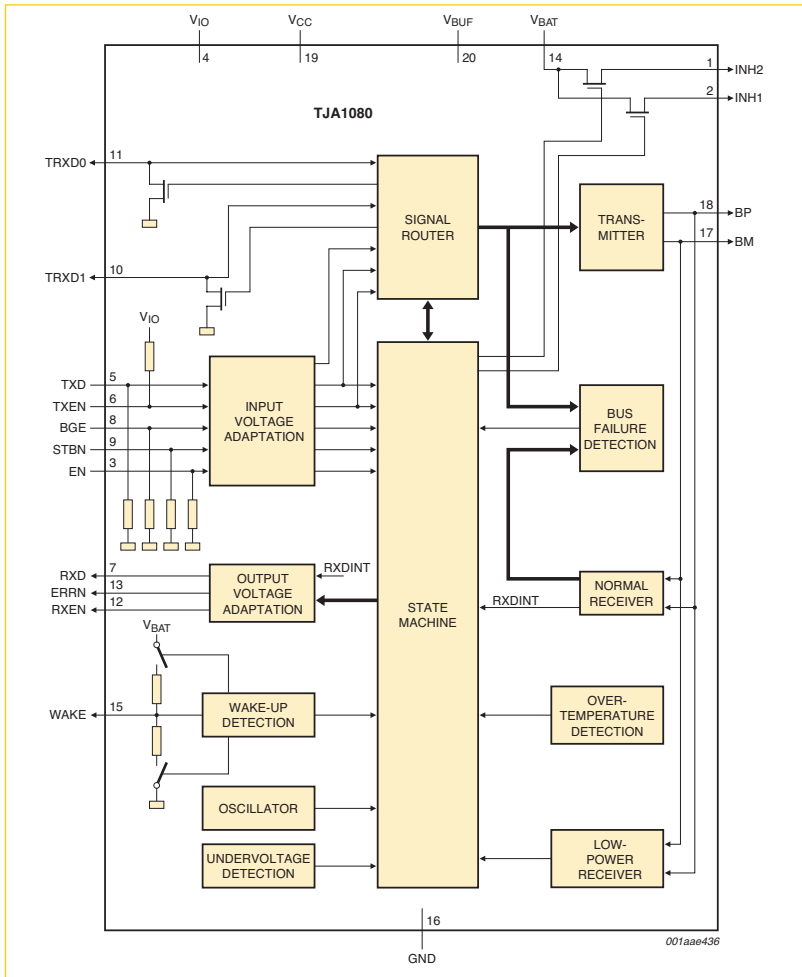 VIO
VCC
VBUF
VBAT
4
19
20
14
1
INH2
2
INH1
TJA1080
TRXD0
11
SIGNAL
ROUTER
TRANS-
MITTER
18
BP
17
BM
TRXD1
10
VIO
TXD
5
TXEN
6
BGE
8
STBN
9
EN
3
INPUT
VOLTAGE
ADAPTATION
BUS
FAILURE
DETECTION
RXD
7
ERRN
13
RXEN
12
OUTPUT
VOLTAGE
ADAPTATION
RXDINT
STATE
MACHINE
RXDINT
NORMAL
RECEIVER
VBAT
WAKE
15
WAKE-UP
DETECTION
OVER-
TEMPERATURE
DETECTION
OSCILLATOR
UNDERVOLTAGE
DETECTION
LOW-
POWER
RECEIVER
16
GND
001aae436